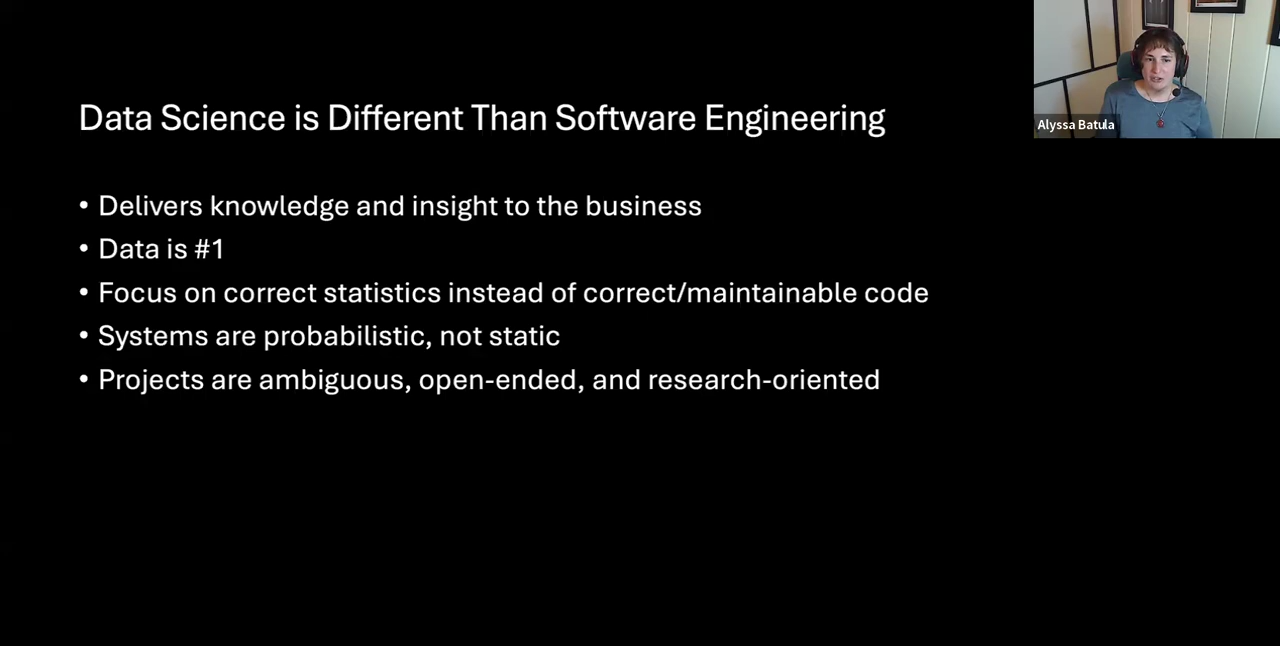 Data Science is Different Than Software Engineering
Alyssa Batula
• Delivers knowledge and insight to the business
• Data is #1
• Focus on correct statistics instead of correct/maintainable code
• Systems are probabilistic, not static
• Projects are ambiguous, open-ended, and research-oriented